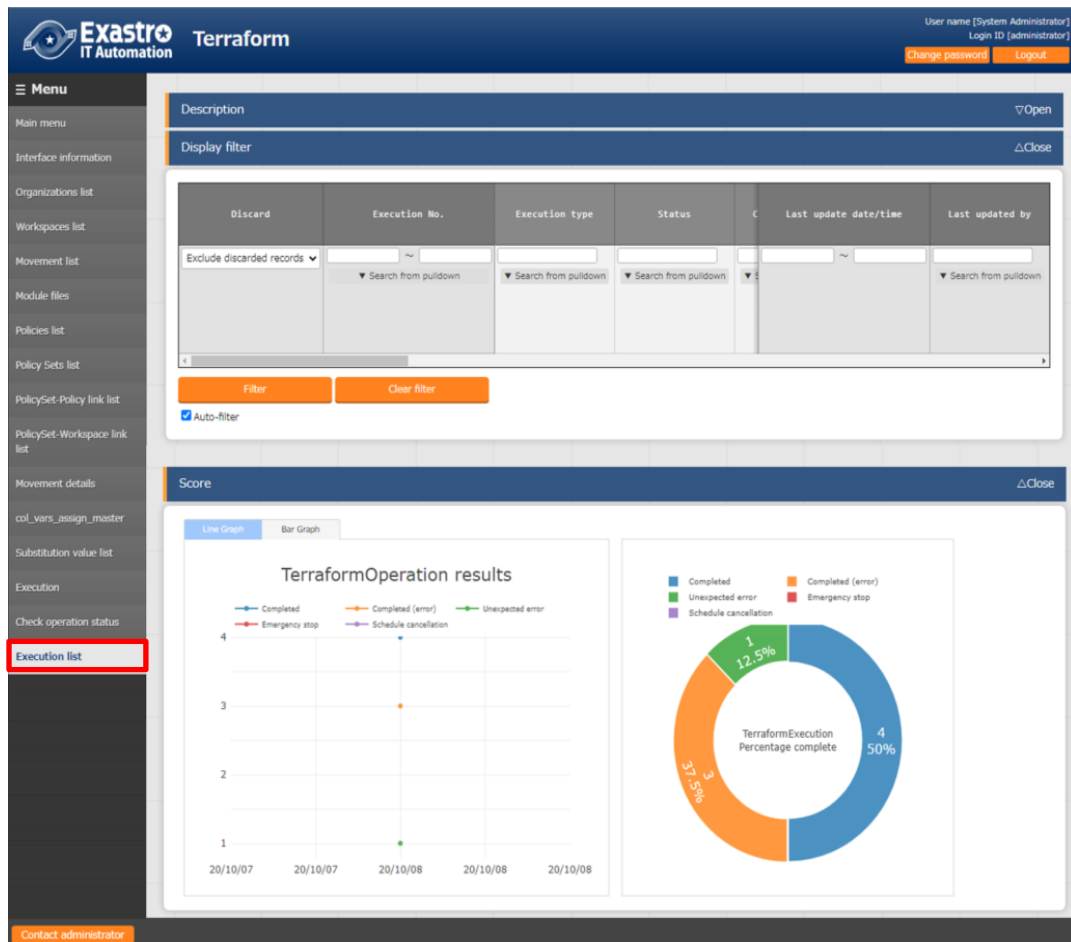 Exastro
IT Automation
Terraform
User name [System Administrator]
Login ID [administrator]
Change password
Logout
☰ Menu
Main menu
Interface information
Organizations list
Workspaces list
Movement list
Module files
Policies list
Policy Sets list
PolicySet-Policy link list
PolicySet-Workspace link
list
Movement details
col_vars_assign_master
Substitution value list
Execution
Check operation status
Execution list
Contact administrator
Description
▽Open
Display filter
△Close
Discard
Execution No.
Execution type
Status
C
Last update date/time
Last updated by
Exclude discarded records
~
~
▼ Search from pulldown
▼ Search from pulldown
▼ Search from pulldown
▼ S
▼ Search from pulldown
Filter
Clear filter
Auto-filter
Score
△Close
Line Graph
Bar Graph
TerraformOperation results
Completed
Completed (error)
Unexpected error
Emergency stop
Schedule cancellation
4
3
2
1
20/10/07
20/10/07
20/10/08
20/10/08
20/10/08
Completed
Completed (error)
Unexpected error
Emergency stop
Schedule cancellation
1
12.5%
4
50%
3
37.5%
TerraformExecution
Percentage complete